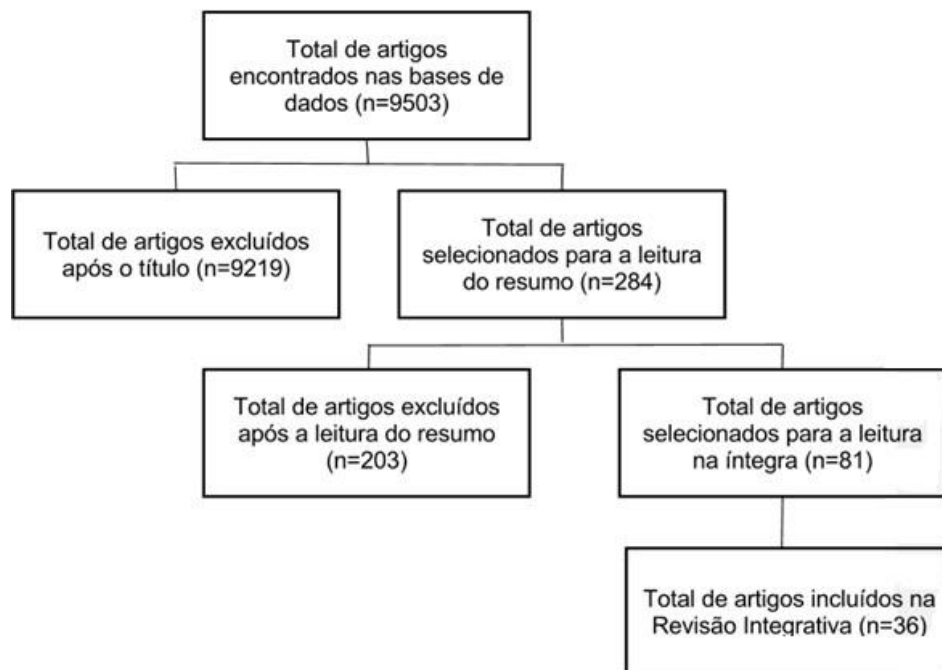 Total de artigos
encontrados nas bases de
dados (n=9503)
Total de artigos excluídos
após o título (n=9219)
Total de artigos
selecionados para a leitura
do resumo (n=284)
Total de artigos excluídos
após a leitura do resumo
(n=203)
Total de artigos
selecionados para a leitura
na íntegra (n=81)
Total de artigos incluídos na
Revisão Integrativa (n=36)